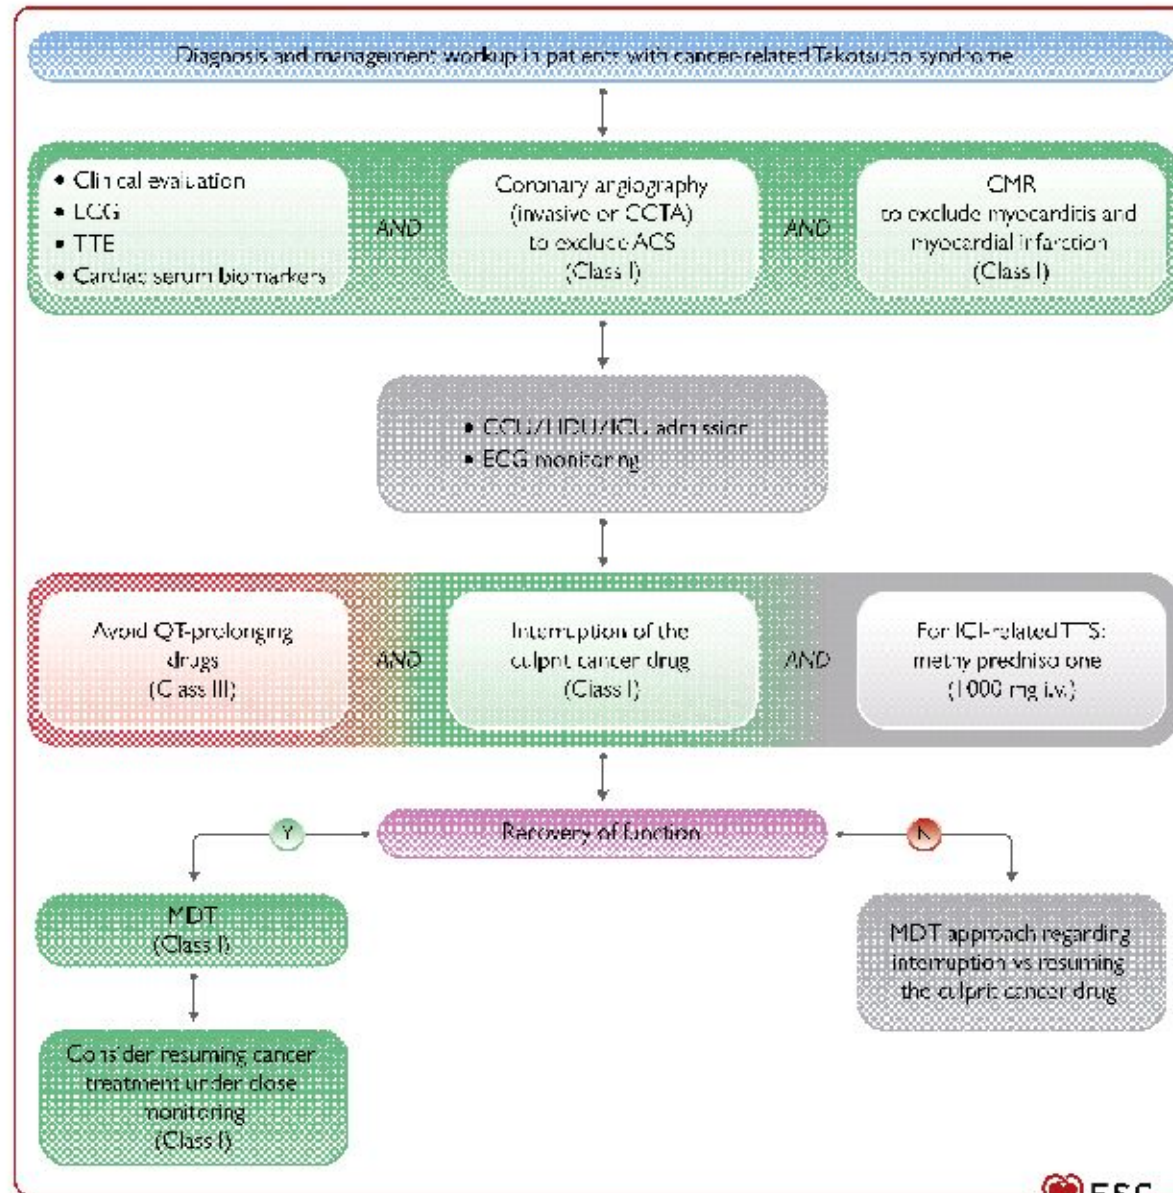 Diagnosis and management workup in patients with cancer-related Takotsubo syndrome
• Clinical evaluation
• ECG
• TTE
• Cardiac serum biomarkers
AND
Coronary angiography
(invasive or CCTA)
to exclude ACS
(Class I)
AND
CMR
to exclude myocarditis and
myocardial infarction
(Class I)
• CCU/HDU/ICU admission
• ECG monitoring
Avoid QT-prolonging
drugs
(Class III)
AND
Interruption of the
culprit cancer drug
(Class I)
AND
For ICI-related TTS:
methylprednisolone
(1000 mg i.v.)
Y
Recovery of function
N
MDT
(Class I)
MDT approach regarding
interruption vs resuming
the culprit cancer drug
Consider resuming cancer
treatment under close
monitoring
(Class I)
ESC